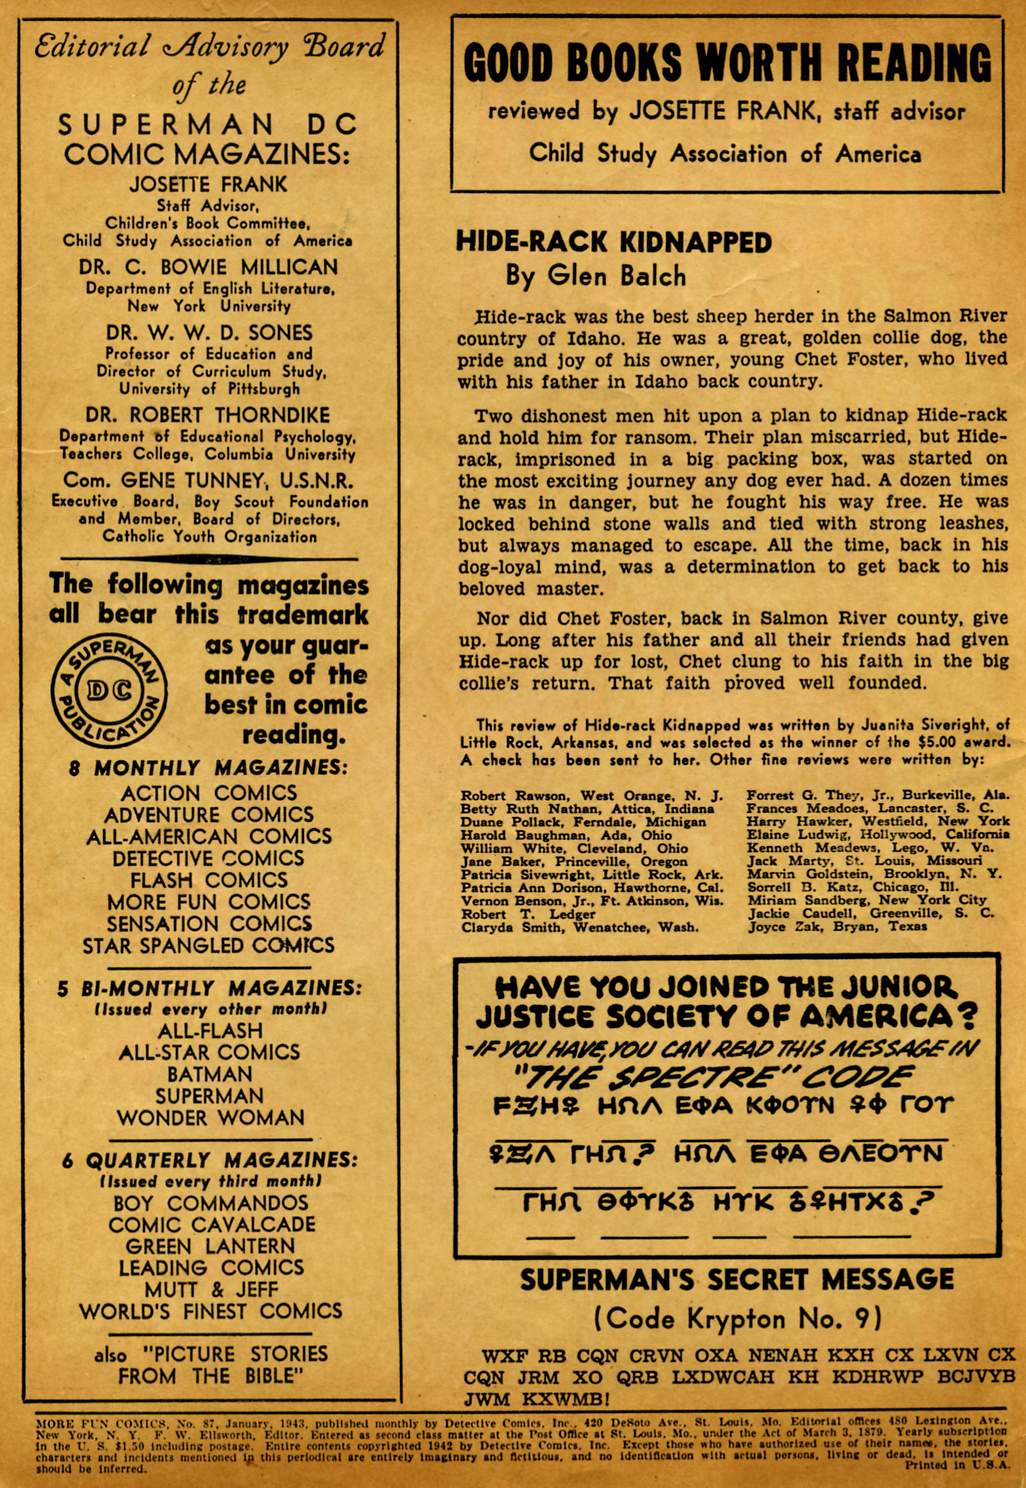 Editorial Advisory Board
of the
SUPERMAN DC
COMIC MAGAZINES:
JOSETTE FRANK
Staff Advisor,
Children's Book Committee,
Child Study Association of America
DR. C. BOWIE MILLICAN
Department of English Literature,
New York University
DR. W. W. D. SONES
Professor of Education and
Director of Curriculum Study,
University of Pittsburgh
DR. ROBERT THORNDIKE
Department of Educational Psychology,
Teachers College, Columbia University
Com. GENE TUNNEY, U.S.N.R.
Executive Board, Boy Scout Foundation
and Member, Board of Directors,
Catholic Youth Organization
The following magazines
all bear this trademark
as your guar-
antee of the
best in comic
reading.
A SUPERMAN DC PUBLICATION
8 MONTHLY MAGAZINES:
ACTION COMICS
ADVENTURE COMICS
ALL-AMERICAN COMICS
DETECTIVE COMICS
FLASH COMICS
MORE FUN COMICS
SENSATION COMICS
STAR SPANGLED COMICS
5 BI-MONTHLY MAGAZINES:
(Issued every other month)
ALL-FLASH
ALL-STAR COMICS
BATMAN
SUPERMAN
WONDER WOMAN
6 QUARTERLY MAGAZINES:
(Issued every third month)
BOY COMMANDOS
COMIC CAVALCADE
GREEN LANTERN
LEADING COMICS
MUTT & JEFF
WORLD'S FINEST COMICS
also "PICTURE STORIES
FROM THE BIBLE"
GOOD BOOKS WORTH READING
reviewed by JOSETTE FRANK, staff advisor
Child Study Association of America
HIDE-RACK KIDNAPPED
By Glen Balch
Hide-rack was the best sheep herder in the Salmon River
country of Idaho. He was a great, golden collie dog, the
pride and joy of his owner, young Chet Foster, who lived
with his father in Idaho back country.
Two dishonest men hit upon a plan to kidnap Hide-rack
and hold him for ransom. Their plan miscarried, but Hide-
rack, imprisoned in a big packing box, was started on
the most exciting journey any dog ever had. A dozen times
he was in danger, but he fought his way free. He was
locked behind stone walls and tied with strong leashes,
but always managed to escape. All the time, back in his
dog-loyal mind, was a determination to get back to his
beloved master.
Nor did Chet Foster, back in Salmon River county, give
up. Long after his father and all their friends had given
Hide-rack up for lost, Chet clung to his faith in the big
collie's return. That faith proved well founded.
This review of Hide-rack Kidnapped was written by Juanita Siveright, of
Little Rock, Arkansas, and was selected as the winner of the $5.00 award.
A check has been sent to her. Other fine reviews were written by:
Robert Rawson, West Orange, N. J.
Betty Ruth Nathan, Attica, Indiana
Duane Pollack, Ferndale, Michigan
Harold Baughman, Ada, Ohio
William White, Cleveland, Ohio
Jane Baker, Princeville, Oregon
Patricia Sivewright, Little Rock, Ark.
Patricia Ann Dorison, Hawthorne, Cal.
Vernon Benson, Jr., Ft. Atkinson, Wis.
Robert T. Ledger
Claryda Smith, Wenatchee, Wash.
Forrest G. They, Jr., Burkeville, Ala.
Frances Meadoes, Lancaster, S. C.
Harry Hawker, Westfield, New York
Elaine Ludwig, Hollywood, California
Kenneth Meadews, Lego, W. Va.
Jack Marty, St. Louis, Missouri
Marvin Goldstein, Brooklyn, N. Y.
Sorrell B. Katz, Chicago, Ill.
Miriam Sandberg, New York City
Jackie Caudell, Greenville, S. C.
Joyce Zak, Bryan, Texas
HAVE YOU JOINED THE JUNIOR
JUSTICE SOCIETY OF AMERICA?
-IF YOU HAVE, YOU CAN READ THIS MESSAGE IN
"THE SPECTRE" CODE
SUPERMAN'S SECRET MESSAGE
(Code Krypton No. 9)
WXF RB CQN CRVN OXA NENAH KXH CX LXVN CX
CQN JRM XO QRB LXDWCAH KH KDHRWP BCJVYB
JWM KXWMB!
MORE FUN COMICS, No. 87, January, 1943, published monthly by Detective Comics, Inc., 420 DeSoto Ave., St. Louis, Mo. Editorial offices 480 Lexington Ave.,
New York, N. Y. F. W. Ellsworth, Editor. Entered as second class matter at the Post Office at St. Louis, Mo., under the Act of March 3, 1879. Yearly subscription
in the U. S. $1.50 including postage. Entire contents copyrighted 1942 by Detective Comics, Inc. Except those who have authorized use of their names, the stories,
characters and incidents mentioned in this periodical are entirely imaginary and fictitious, and no identification with actual persons, living or dead, is intended or
should be inferred.
Printed in U.S.A.